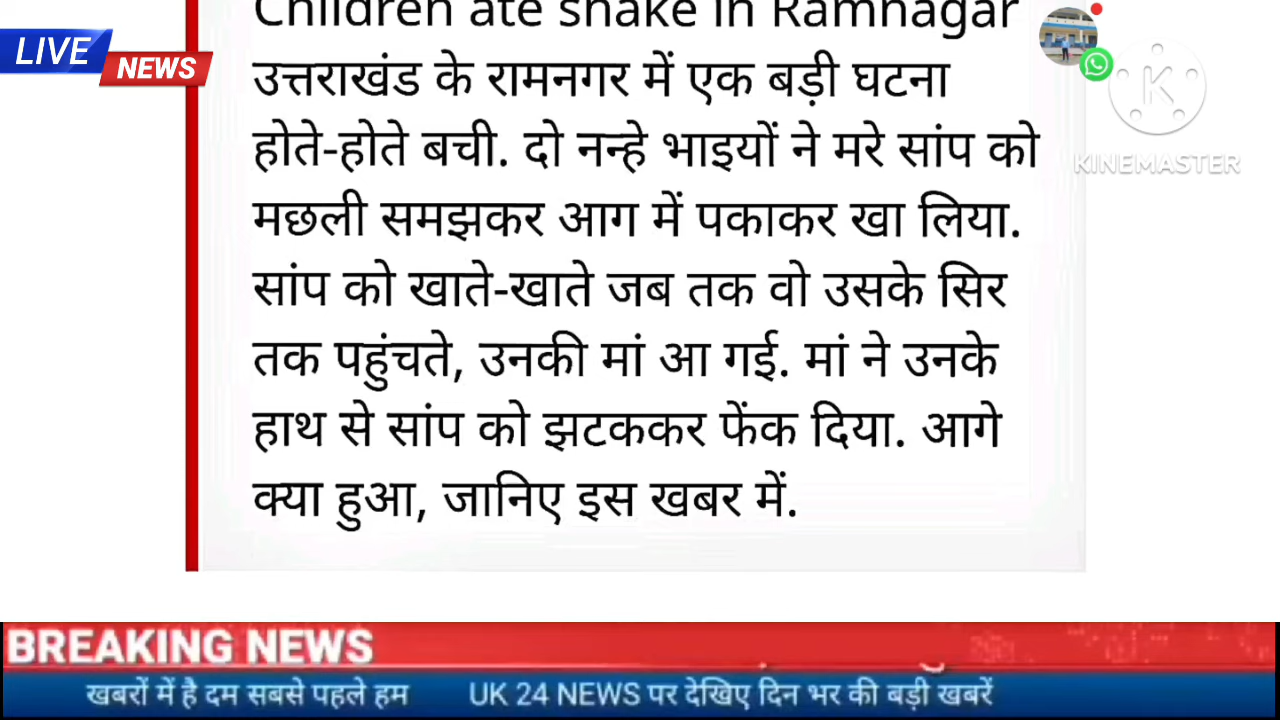 Children ate snake in Ramnagar
LIVE
NEWS
K
KINEMASTER
उत्तराखंड के रामनगर में एक बड़ी घटना
होते-होते बची. दो नन्हे भाइयों ने मरे सांप को
मछली समझकर आग में पकाकर खा लिया.
सांप को खाते-खाते जब तक वो उसके सिर
तक पहुंचते, उनकी मां आ गई. मां ने उनके
हाथ से सांप को झटककर फेंक दिया. आगे
क्या हुआ, जानिए इस खबर में.
BREAKING NEWS
खबरों में है दम सबसे पहले हम UK 24 NEWS पर देखिए दिन भर की बड़ी खबरें